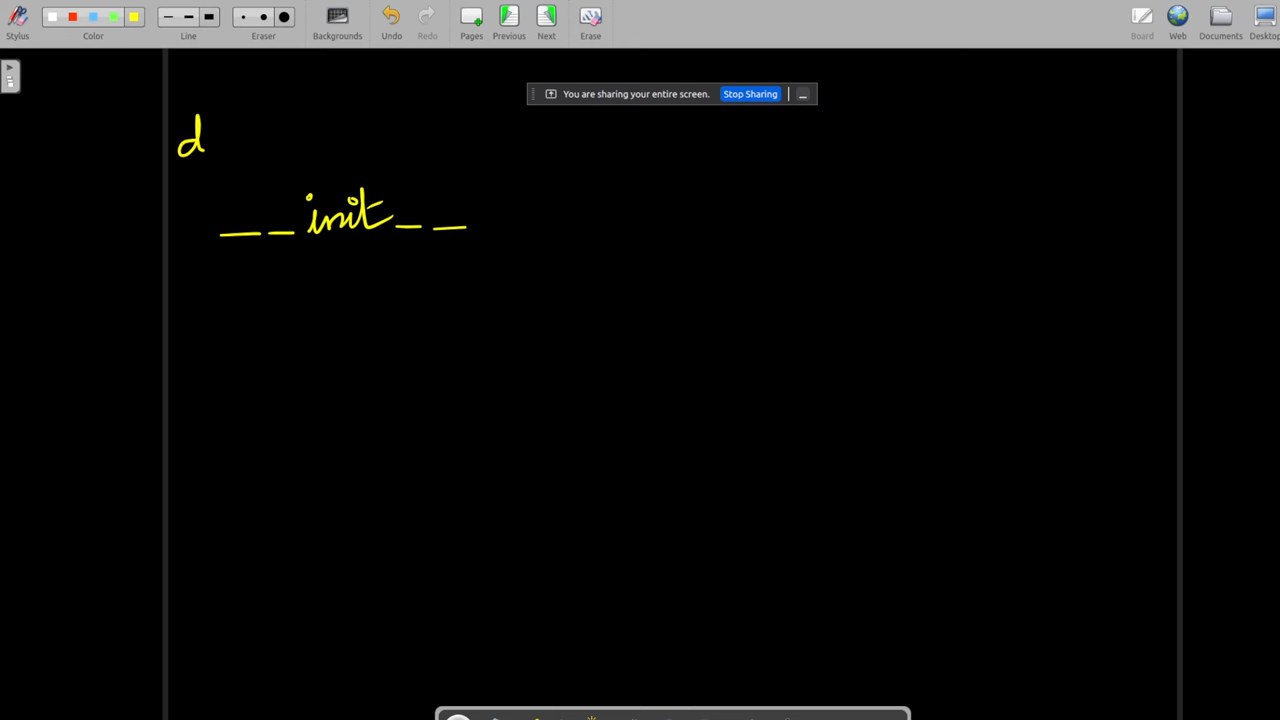 Stylus
Color
Line
Eraser
Backgrounds
Undo
Redo
Pages
Previous
Next
Erase
Board
Web
Documents
Desktop
You are sharing your entire screen. Stop Sharing
d
__init__